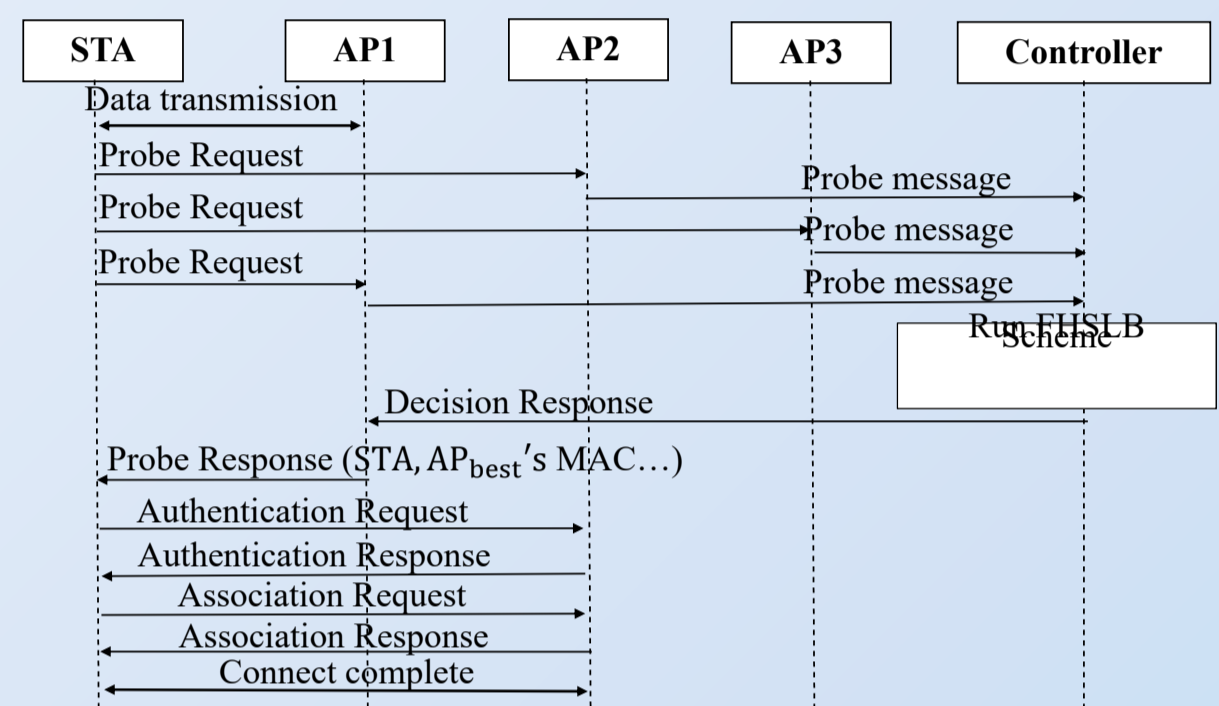 STA
AP1
AP2
AP3
Controller
Data transmission
Probe Request
Probe message
Probe Request
Probe message
Probe Request
Probe message
Run FHSLB
Scheme
Decision Response
Probe Response (STA, AP_best's MAC…)
Authentication Request
Authentication Response
Association Request
Association Response
Connect complete